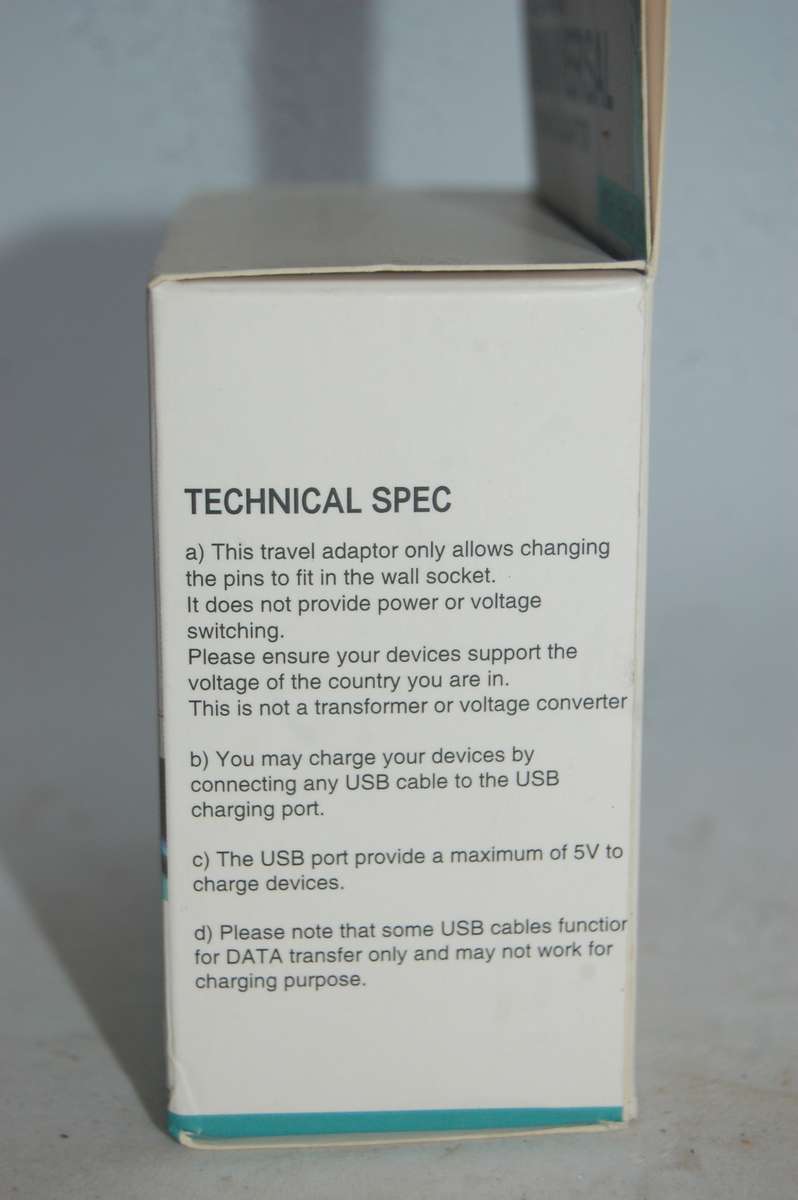 TECHNICAL SPEC
a) This travel adaptor only allows changing
the pins to fit in the wall socket.
It does not provide power or voltage
switching.
Please ensure your devices support the
voltage of the country you are in.
This is not a transformer or voltage converter
b) You may charge your devices by
connecting any USB cable to the USB
charging port.
c) The USB port provide a maximum of 5V to
charge devices.
d) Please note that some USB cables function
for DATA transfer only and may not work for
charging purpose.